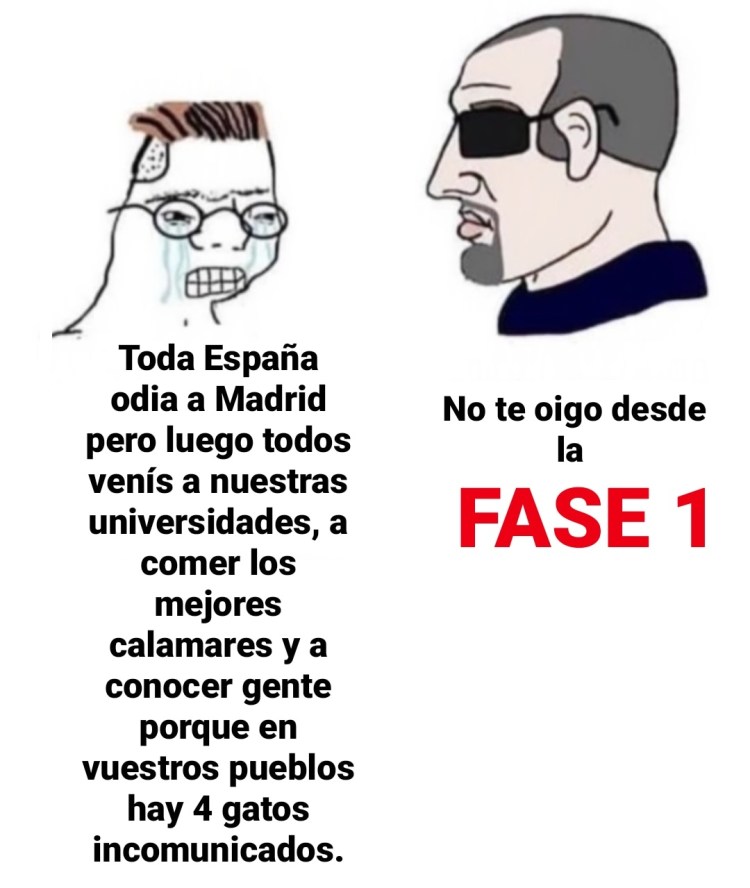 Toda España
odia a Madrid
pero luego todos
venís a nuestras
universidades, a
comer los
mejores
calamares y a
conocer gente
porque en
vuestros pueblos
hay 4 gatos
incomunicados.
No te oigo desde
la
FASE 1